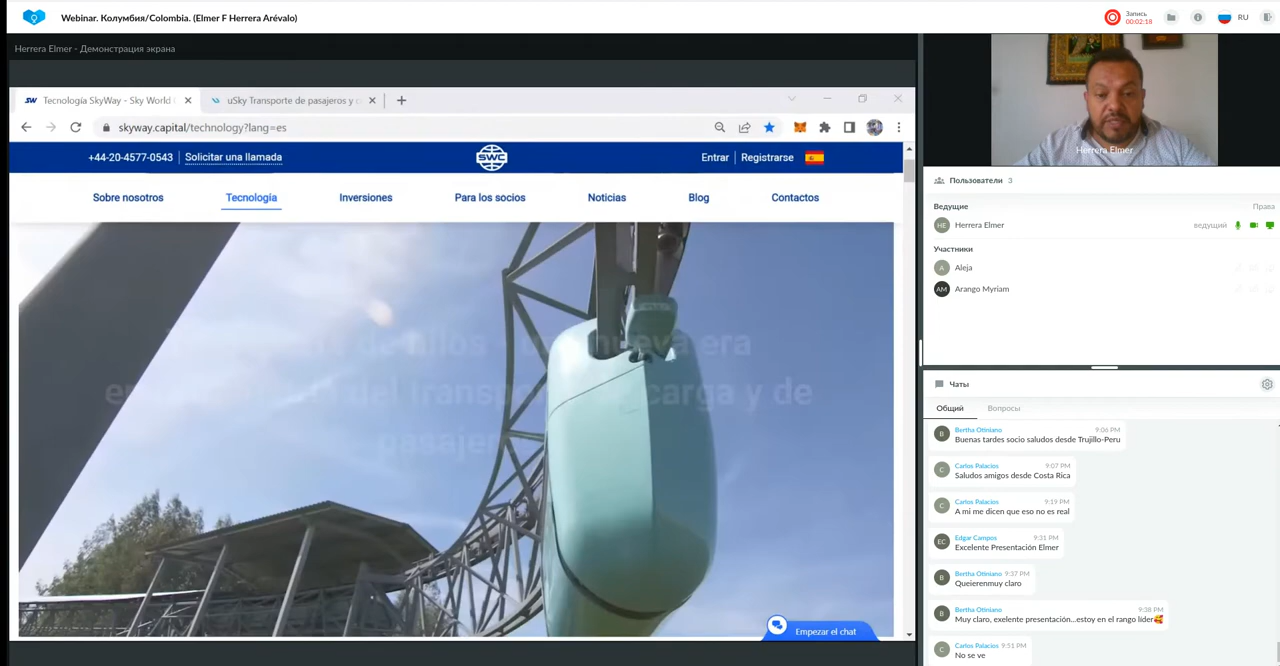 Webinar. Колумбия/Colombia. (Elmer F Herrera Arévalo)
Запись
00:02:18
RU
Herrera Elmer - Демонстрация экрана
Tecnología SkyWay - Sky World
uSky Transporte de pasajeros y c
skyway.capital/technology?lang=es
+44-20-4577-0543
Solicitar una llamada
SWC
Entrar
Registrarse
Sobre nosotros
Tecnología
Inversiones
Para los socios
Noticias
Blog
Contactos
nueva era
del transporte carga y de
Empezar el chat
Herrera Elmer
Пользователи 3
Ведущие
Права
HE
Herrera Elmer
ведущий
Участники
A
Aleja
AM
Arango Myriam
Чаты
Общий
Вопросы
B
Bertha Otiniano 9:06 PM
Buenas tardes socio saludos desde Trujillo-Peru
C
Carlos Palacios 9:07 PM
Saludos amigos desde Costa Rica
C
Carlos Palacios 9:19 PM
A mi me dicen que eso no es real
EC
Edgar Campos 9:31 PM
Excelente Presentación Elmer
B
Bertha Otiniano 9:37 PM
Queierenmuy claro
B
Bertha Otiniano 9:38 PM
Muy claro, exelente presentación...estoy en el rango líder🥰
C
Carlos Palacios 9:51 PM
No se ve